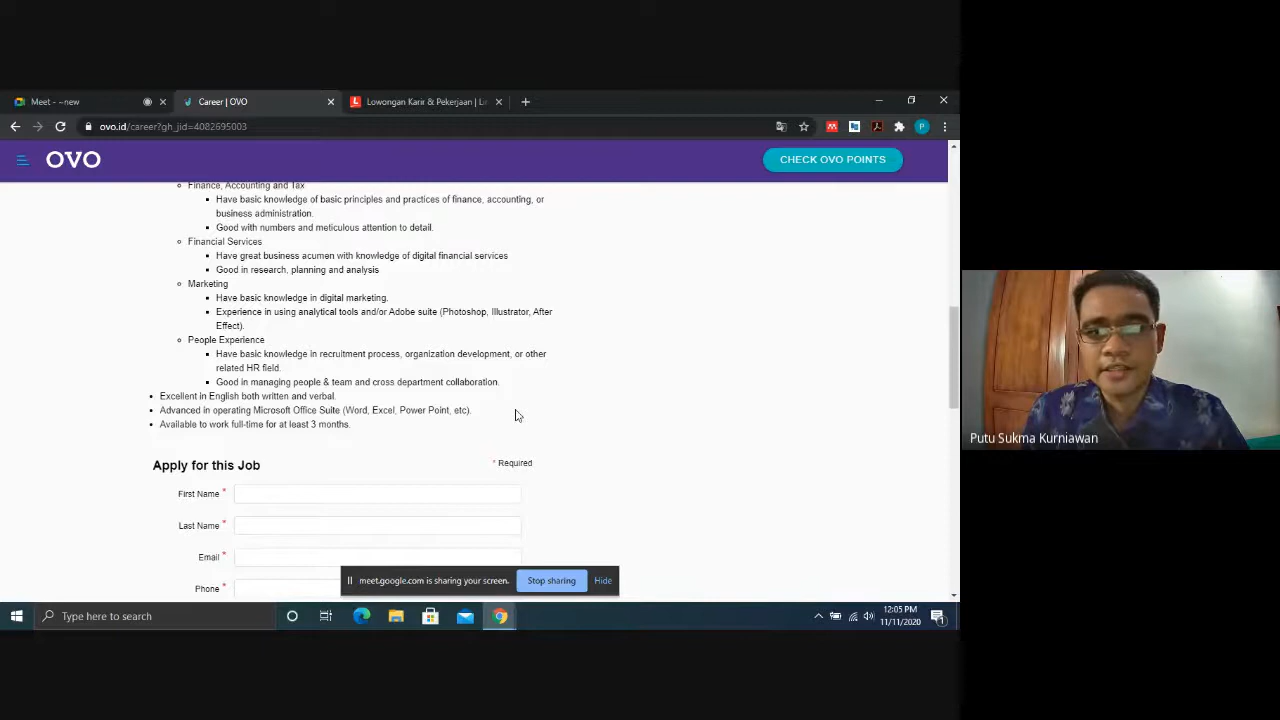 Meet - ~new
Career | OVO
Lowongan Karir & Pekerjaan | Li
ovo.id/career?gh_jid=4082695003
P
OVO
CHECK OVO POINTS
Finance, Accounting and Tax
Have basic knowledge of basic principles and practices of finance, accounting, or
business administration.
Good with numbers and meticulous attention to detail.
Financial Services
Have great business acumen with knowledge of digital financial services
Good in research, planning and analysis
Marketing
Have basic knowledge in digital marketing.
Experience in using analytical tools and/or Adobe suite (Photoshop, Illustrator, After
Effect).
People Experience
Have basic knowledge in recruitment process, organization development, or other
related HR field.
Good in managing people & team and cross department collaboration.
Excellent in English both written and verbal.
Advanced in operating Microsoft Office Suite (Word, Excel, Power Point, etc).
Available to work full-time for at least 3 months.
Putu Sukma Kurniawan
Apply for this Job
* Required
First Name *
Last Name *
Email *
Phone *
meet.google.com is sharing your screen.
Stop sharing
Hide
Type here to search
12:05 PM
11/11/2020
1